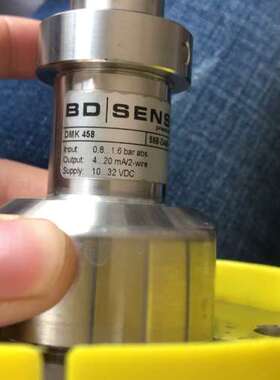 BD|SENS
DMK 458
Input: 0.8...1.6 bar abs
Output: 4...20 mA/2-wire
Supply: 10...32 VDC